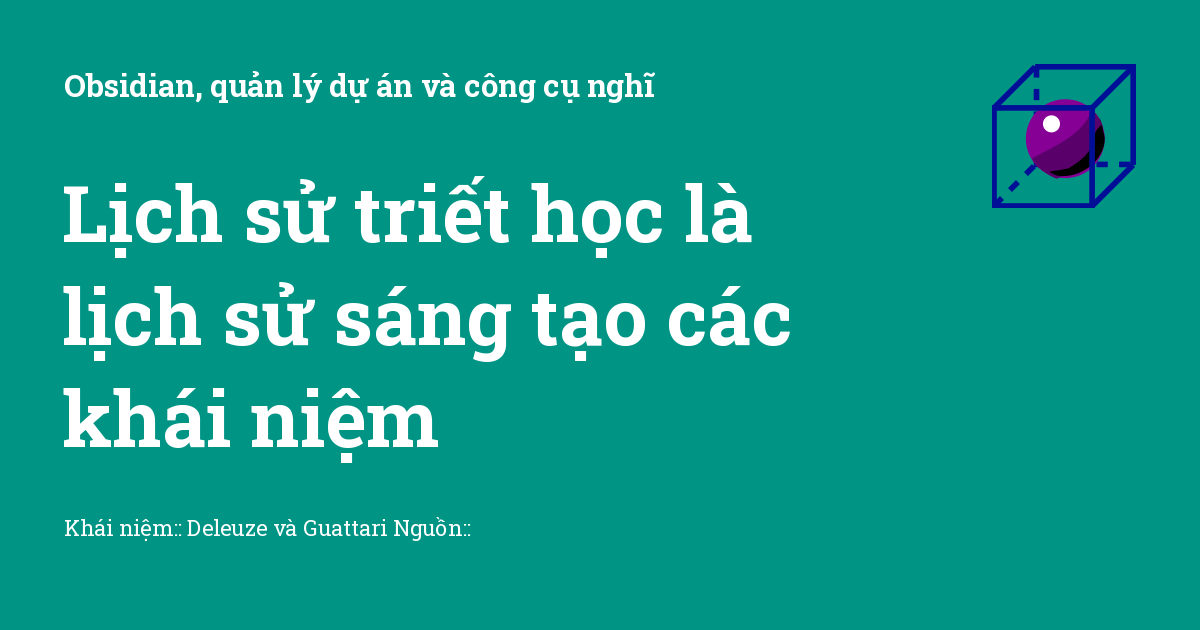 Obsidian, quản lý dự án và công cụ nghĩ
Lịch sử triết học là
lịch sử sáng tạo các
khái niệm
Khái niệm:: Deleuze và Guattari Nguồn::